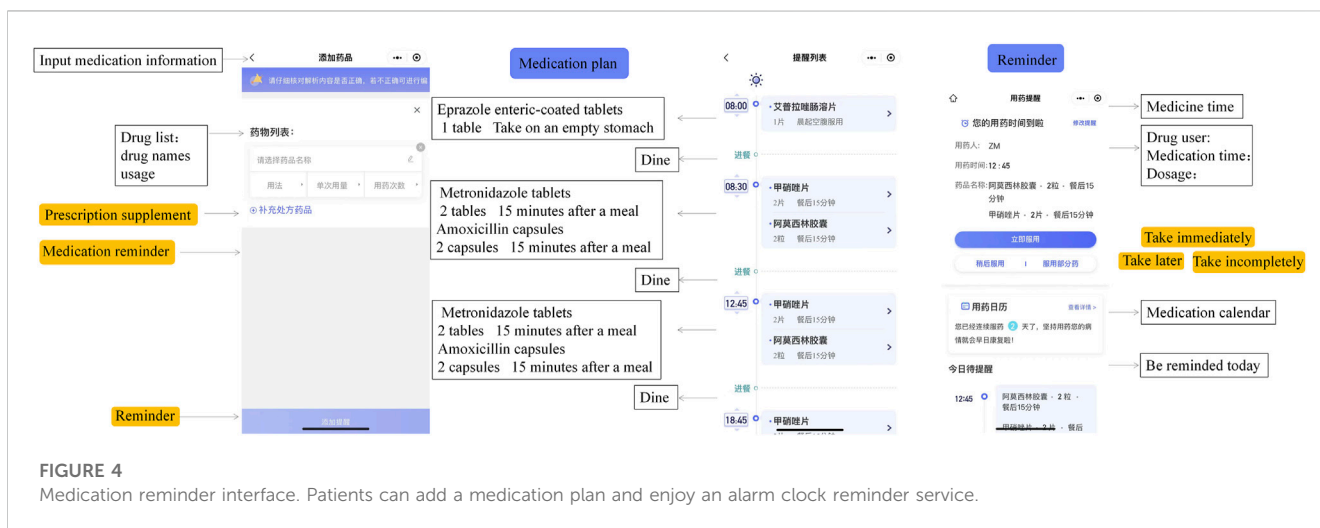 Input medication information
Drug list:
drug names
usage
Prescription supplement
Medication reminder
Reminder
添加药品
请仔细核对解析内容是否正确,若不正确可进行编
药物列表:
请选择药品名称
用法 单次用量 用药次数
补充处方药品
添加提醒
Medication plan
Eprazole enteric-coated tablets
1 table Take on an empty stomach
Dine
Metronidazole tablets
2 tables 15 minutes after a meal
Amoxicillin capsules
2 capsules 15 minutes after a meal
Dine
Metronidazole tablets
2 tables 15 minutes after a meal
Amoxicillin capsules
2 capsules 15 minutes after a meal
Dine
提醒列表
08:00 ·艾普拉唑肠溶片
1片 晨起空腹服用
进餐
08:30 ·甲硝唑片
2片 餐后15分钟
·阿莫西林胶囊
2粒 餐后15分钟
进餐
12:45 ·甲硝唑片
2片 餐后15分钟
·阿莫西林胶囊
2粒 餐后15分钟
进餐
18:45 ·甲硝唑片
Reminder
用药提醒
您的用药时间到啦 修改提醒
用药人: ZM
用药时间:12:45
药品名称:阿莫西林胶囊 · 2粒 · 餐后15
分钟
甲硝唑片 · 2片 · 餐后15分钟
立即服用
稍后服用 | 服用部分药
用药日历 查看详情>
您已经连续服药 2 天了,坚持用药您的病
情就会早日康复啦!
今日待提醒
12:45 阿莫西林胶囊 · 2粒 ·
餐后15分钟
甲硝唑片 · 2片 · 餐后
Medicine time
Drug user:
Medication time:
Dosage:
Take immediately
Take later Take incompletely
Medication calendar
Be reminded today
FIGURE 4
Medication reminder interface. Patients can add a medication plan and enjoy an alarm clock reminder service.